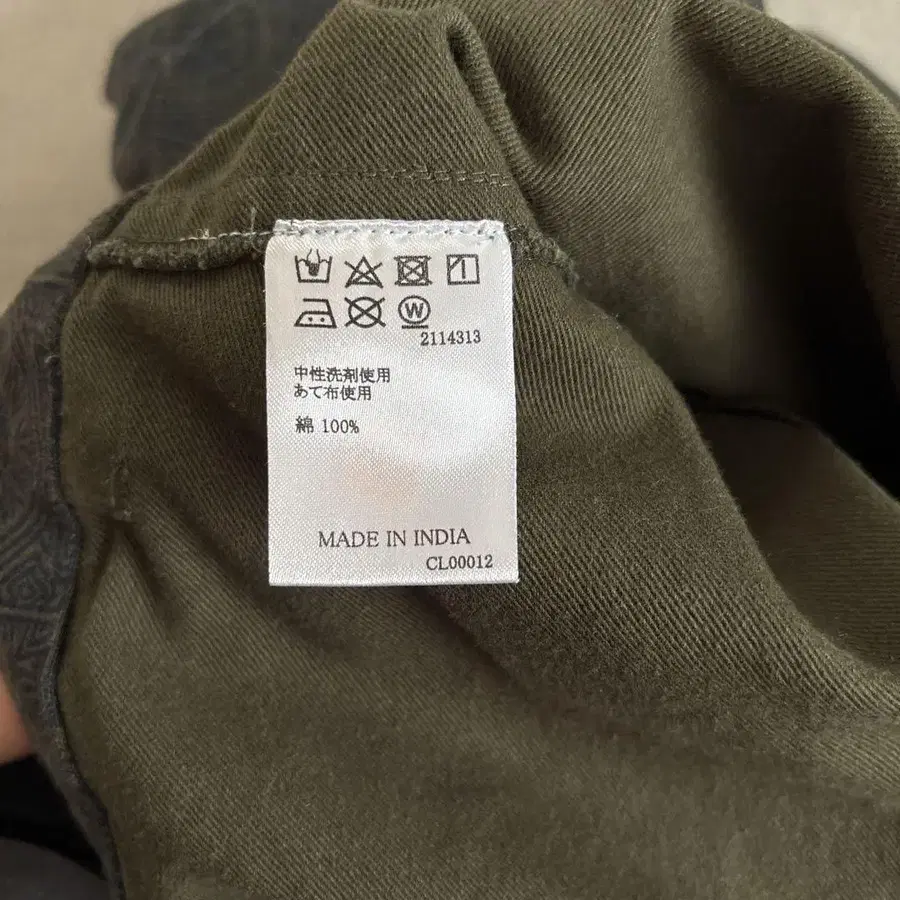 W
2114313
中性洗剤使用
あて布使用
綿 100%
MADE IN INDIA
CL00012